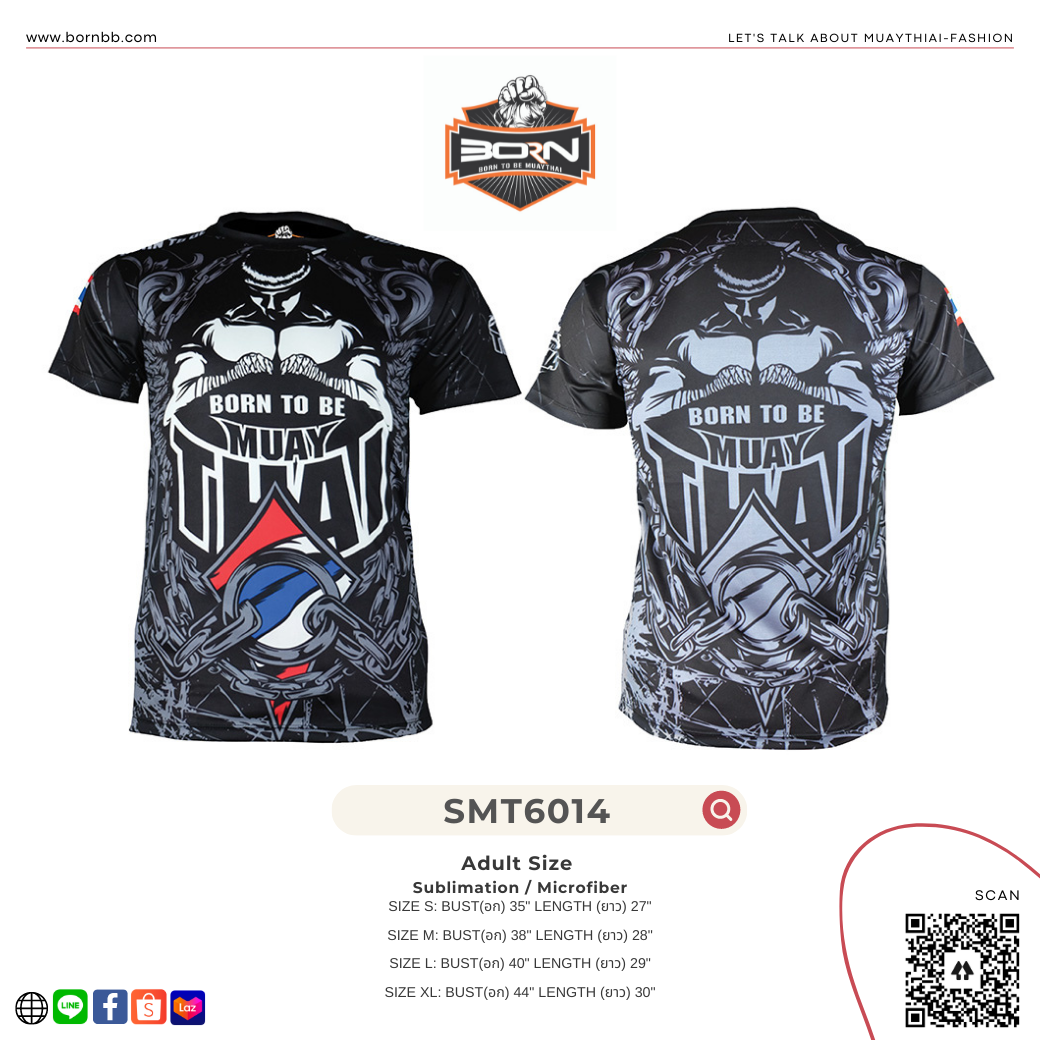 www.bornbb.com
LET'S TALK ABOUT MUAYTHIAI-FASHION
BORN
BORN TO BE MUAYTHAI
BORN TO BE
MUAY
THAI
BORN TO BE
MUAY
THAI
SMT6014
Adult Size
Sublimation / Microfiber
SIZE S: BUST(อก) 35" LENGTH (ยาว) 27"
SIZE M: BUST(อก) 38" LENGTH (ยาว) 28"
SIZE L: BUST(อก) 40" LENGTH (ยาว) 29"
SIZE XL: BUST(อก) 44" LENGTH (ยาว) 30"
SCAN
LINE
Laz